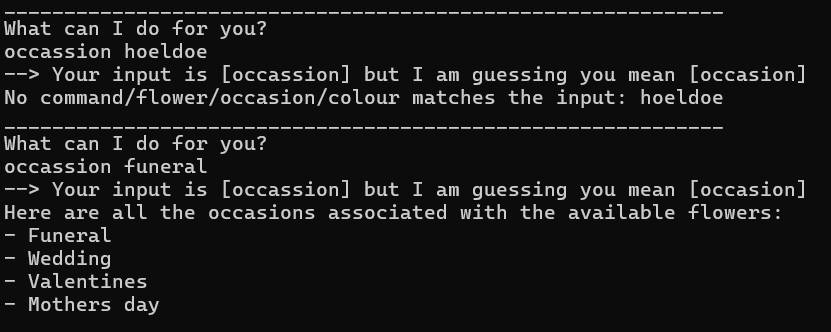 ____________________________________________________________
What can I do for you?
occassion hoeldoe
--> Your input is [occassion] but I am guessing you mean [occasion]
No command/flower/occasion/colour matches the input: hoeldoe
____________________________________________________________
What can I do for you?
occassion funeral
--> Your input is [occassion] but I am guessing you mean [occasion]
Here are all the occasions associated with the available flowers:
- Funeral
- Wedding
- Valentines
- Mothers day